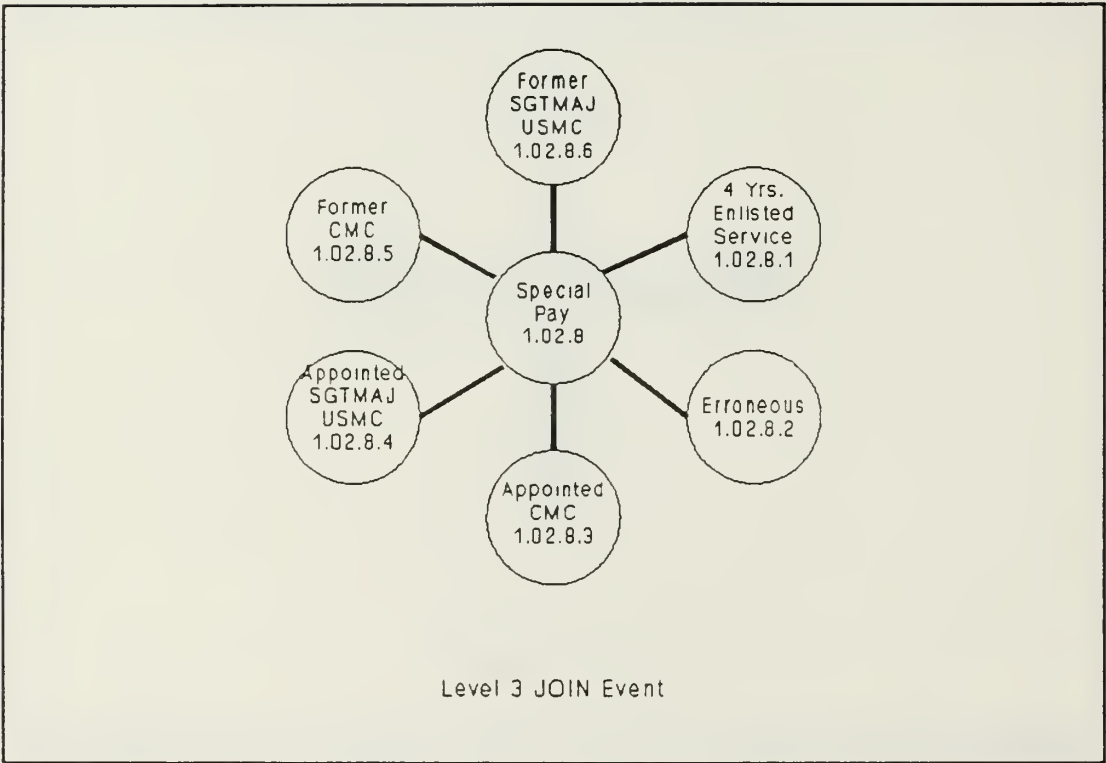 Former
SGTMAJ
USMC
1.02.8.6
4 Yrs.
Enlisted
Service
1.02.8.1
Former
CMC
1.02.8.5
Special
Pay
1.02.8
Appointed
SGTMAJ
USMC
1.02.8.4
Erroneous
1.02.8.2
Appointed
CMC
1.02.8.3
Level 3 JOIN Event